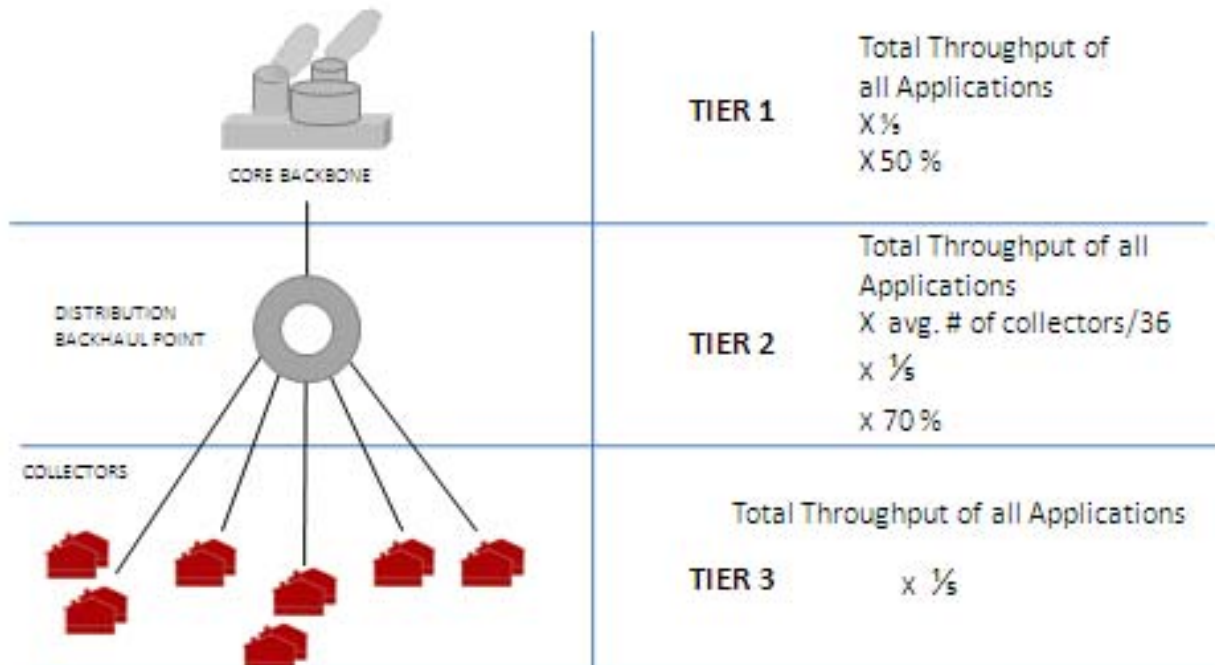 CORE BACKBONE
TIER 1
Total Throughput of
all Applications
X ⅕
X 50 %
DISTRIBUTION
BACKHAUL POINT
TIER 2
Total Throughput of all
Applications
X avg. # of collectors/36
x ⅕
x 70 %
COLLECTORS
Total Throughput of all Applications
TIER 3
x ⅕